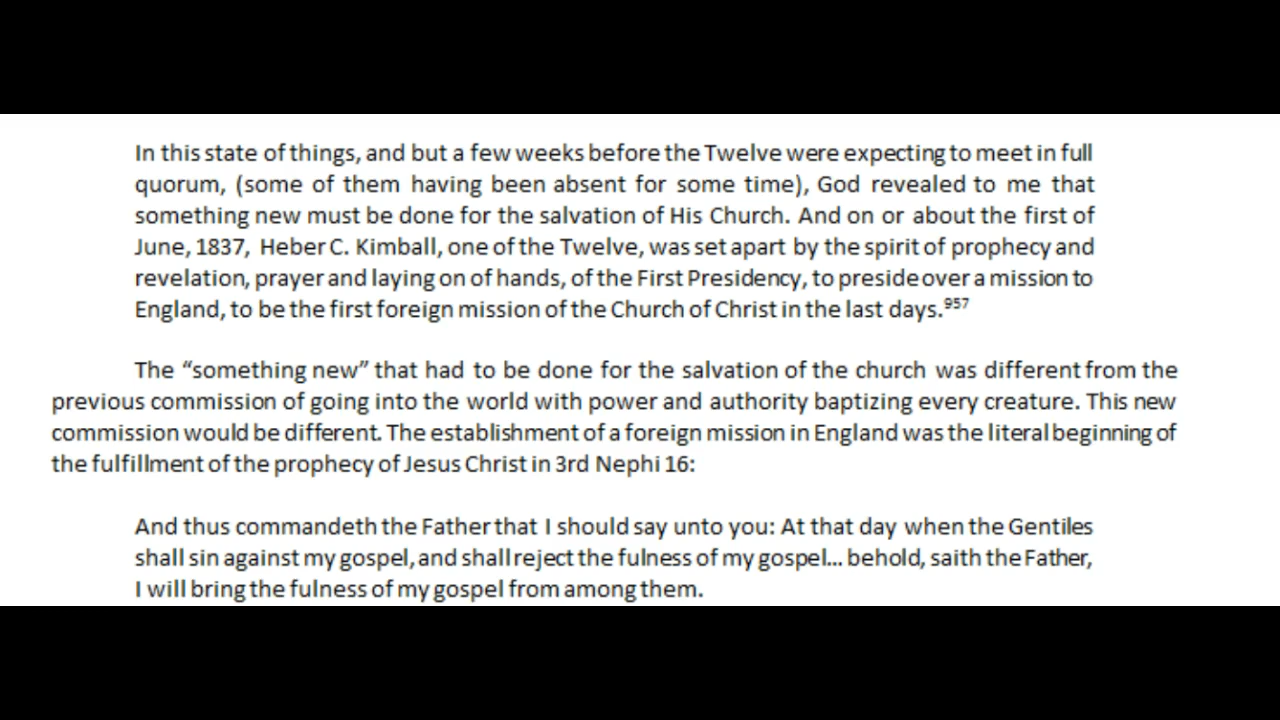 In this state of things, and but a few weeks before the Twelve were expecting to meet in full
quorum, (some of them having been absent for some time), God revealed to me that
something new must be done for the salvation of His Church. And on or about the first of
June, 1837, Heber C. Kimball, one of the Twelve, was set apart by the spirit of prophecy and
revelation, prayer and laying on of hands, of the First Presidency, to preside over a mission to
England, to be the first foreign mission of the Church of Christ in the last days.957
The “something new” that had to be done for the salvation of the church was different from the
previous commission of going into the world with power and authority baptizing every creature. This new
commission would be different. The establishment of a foreign mission in England was the literal beginning of
the fulfillment of the prophecy of Jesus Christ in 3rd Nephi 16:
And thus commandeth the Father that I should say unto you: At that day when the Gentiles
shall sin against my gospel, and shall reject the fulness of my gospel... behold, saith the Father,
I will bring the fulness of my gospel from among them.